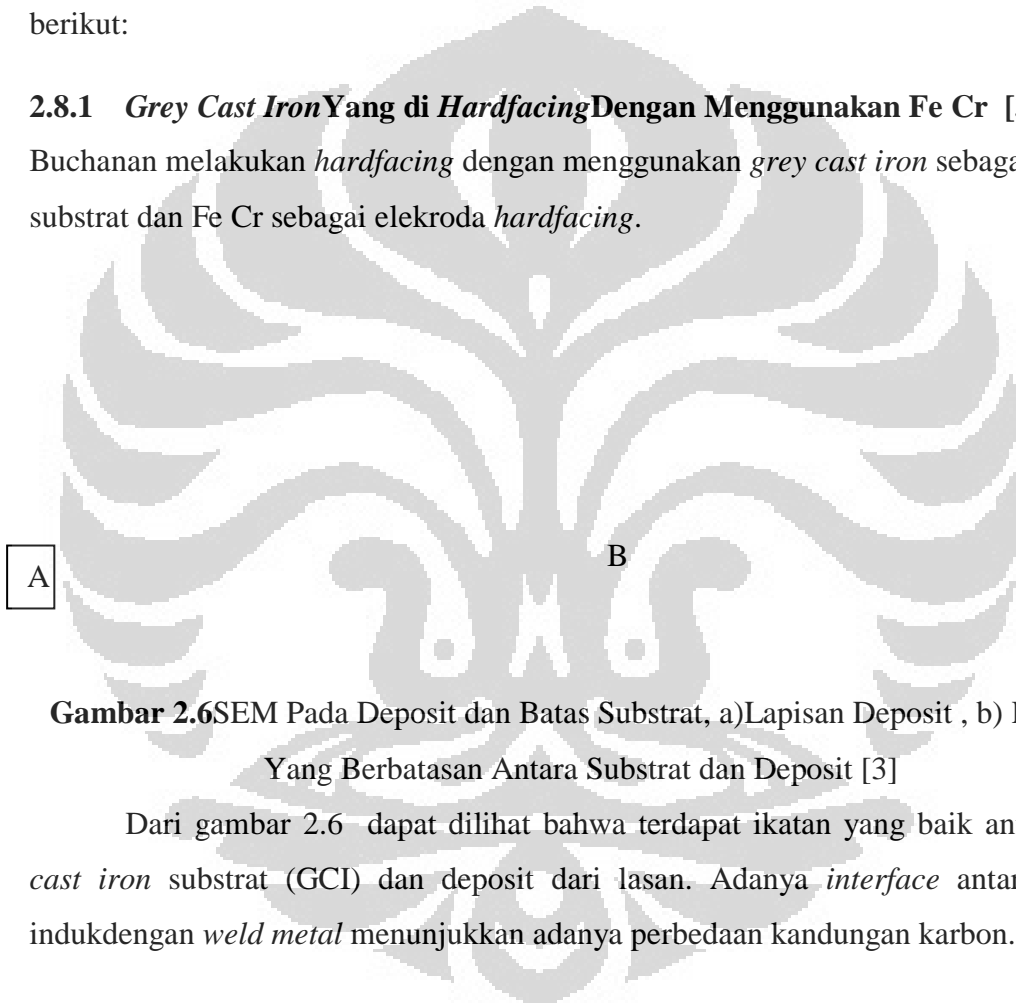 berikut:
2.8.1 Grey Cast IronYang di HardfacingDengan Menggunakan Fe Cr [
Buchanan melakukan hardfacing dengan menggunakan grey cast iron sebaga
substrat dan Fe Cr sebagai elekroda hardfacing.
A
B
Gambar 2.6SEM Pada Deposit dan Batas Substrat, a)Lapisan Deposit , b)
Yang Berbatasan Antara Substrat dan Deposit [3]
Dari gambar 2.6 dapat dilihat bahwa terdapat ikatan yang baik an
cast iron substrat (GCI) dan deposit dari lasan. Adanya interface antar
indukdengan weld metal menunjukkan adanya perbedaan kandungan karbon.